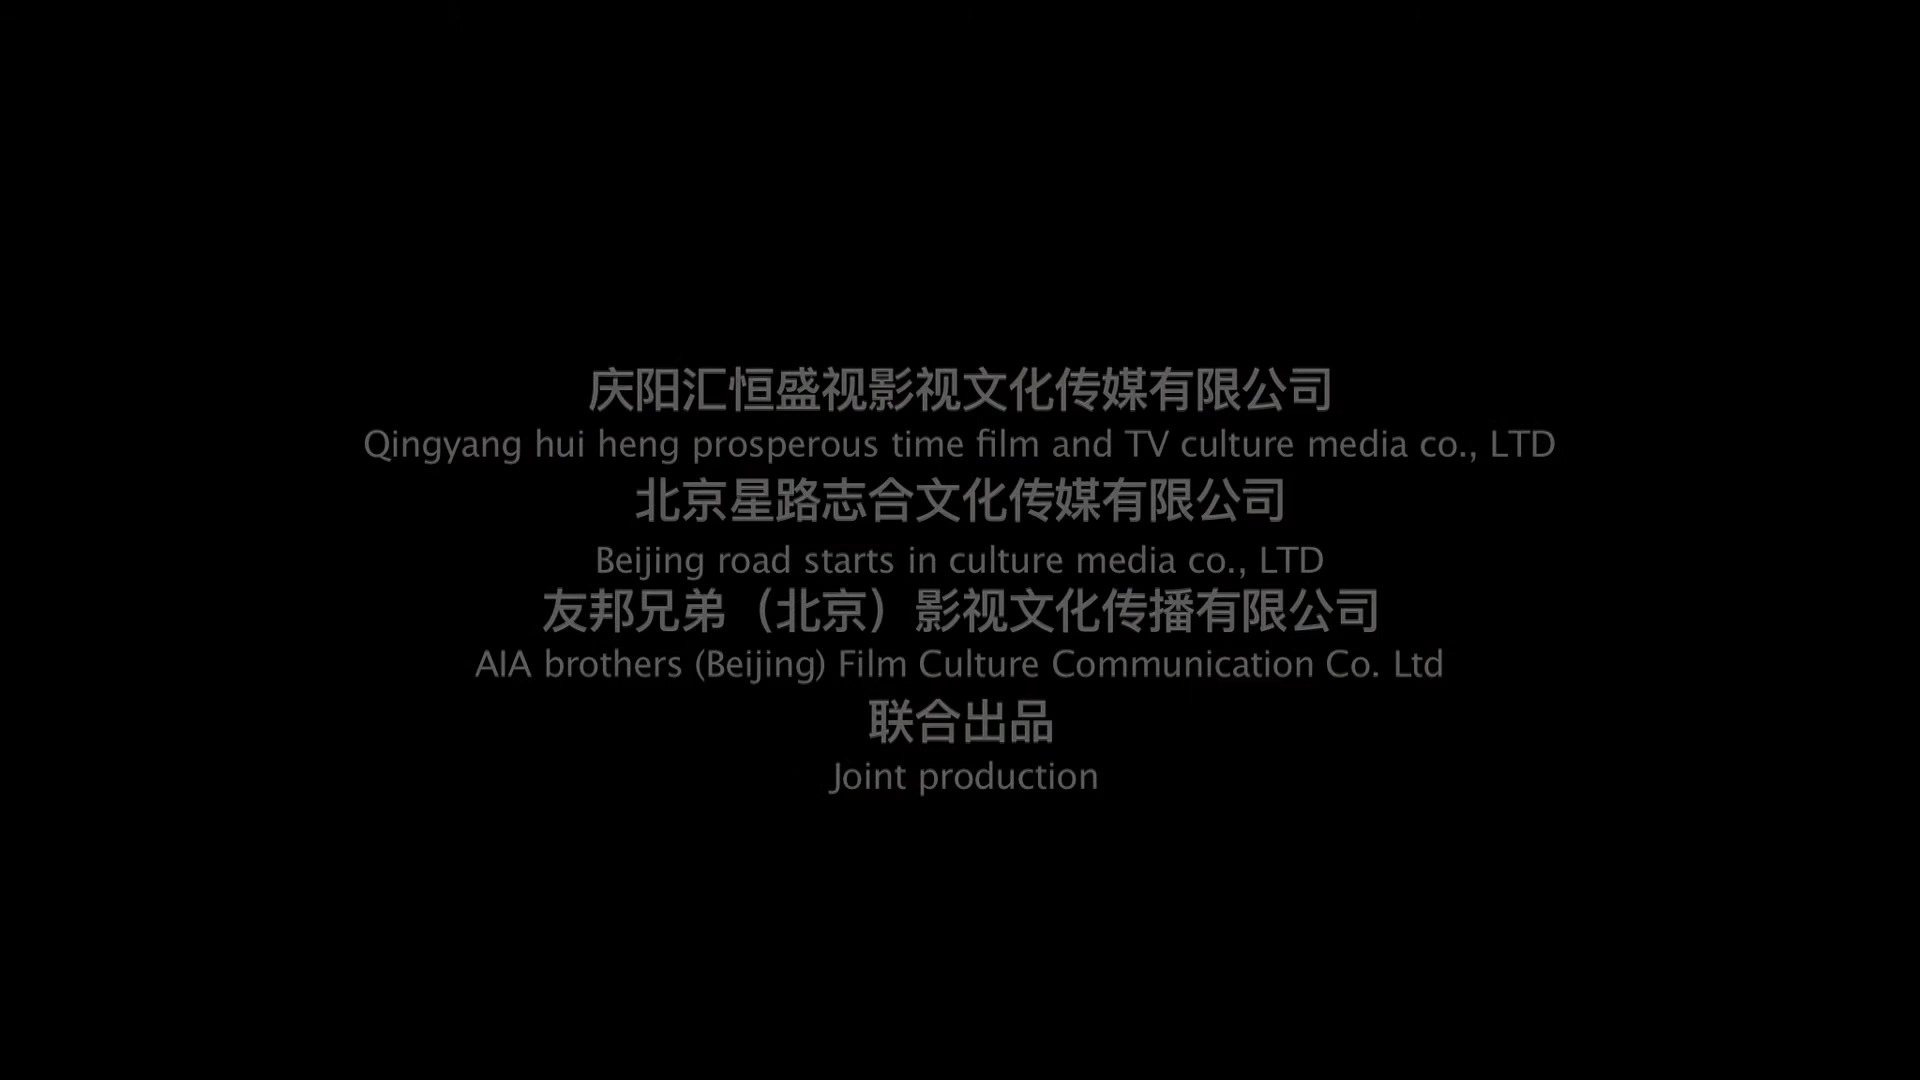 庆阳汇恒盛视影视文化传媒有限公司
Qingyang hui heng prosperous time film and TV culture media co., LTD
北京星路志合文化传媒有限公司
Beijing road starts in culture media co., LTD
友邦兄弟（北京）影视文化传播有限公司
AIA brothers (Beijing) Film Culture Communication Co. Ltd
联合出品
Joint production